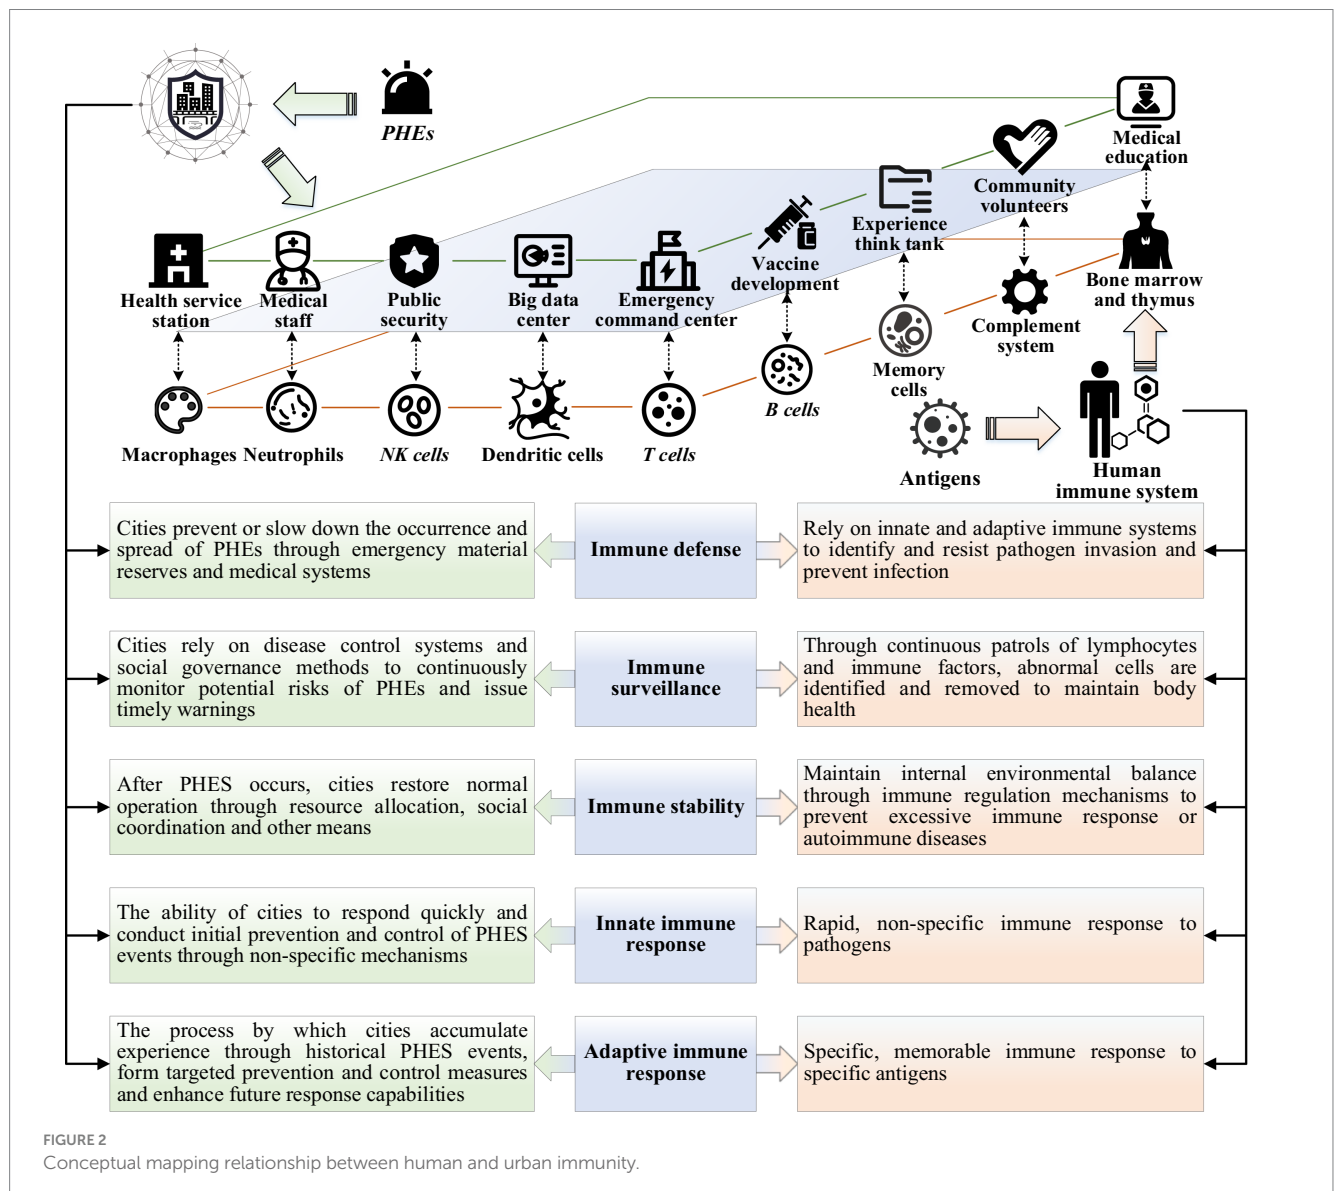 PHEs
Medical
education
Community
volunteers
Experience
think tank
Vaccine
development
Health service
station
Medical
staff
Public
security
Big data
center
Emergency
command center
Bone marrow
and thymus
Complement
system
Memory
cells
B cells
Macrophages
Neutrophils
NK cells
Dendritic cells
T cells
Antigens
Human
immune system
Cities prevent or slow down the occurrence and
spread of PHEs through emergency material
reserves and medical systems
Immune defense
Rely on innate and adaptive immune systems
to identify and resist pathogen invasion and
prevent infection
Cities rely on disease control systems and
social governance methods to continuously
monitor potential risks of PHEs and issue
timely warnings
Immune
surveillance
Through continuous patrols of lymphocytes
and immune factors, abnormal cells are
identified and removed to maintain body
health
After PHES occurs, cities restore normal
operation through resource allocation, social
coordination and other means
Immune stability
Maintain internal environmental balance
through immune regulation mechanisms to
prevent excessive immune response or
autoimmune diseases
The ability of cities to respond quickly and
conduct initial prevention and control of PHES
events through non-specific mechanisms
Innate immune
response
Rapid, non-specific immune response to
pathogens
The process by which cities accumulate
experience through historical PHES events,
form targeted prevention and control measures
and enhance future response capabilities
Adaptive immune
response
Specific, memorable immune response to
specific antigens
FIGURE 2
Conceptual mapping relationship between human and urban immunity.